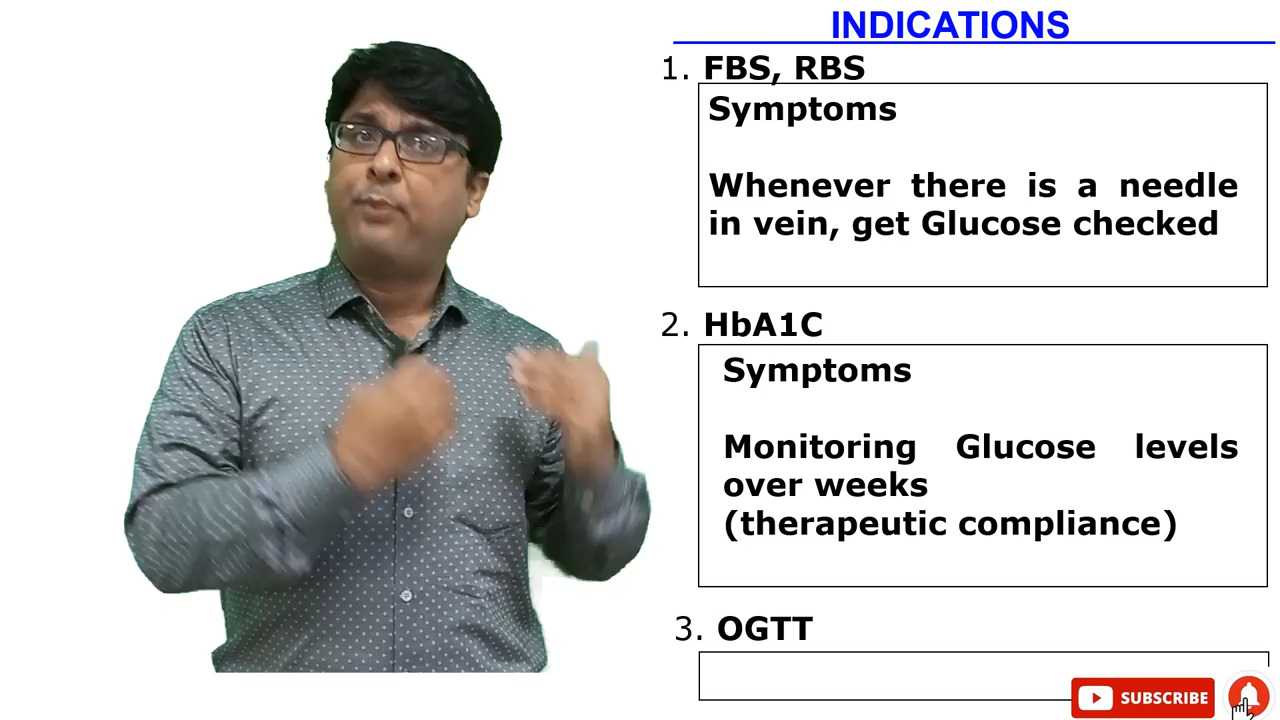 INDICATIONS
1. FBS, RBS
Symptoms
Whenever there is a needle
in vein, get Glucose checked
2. HbA1C
Symptoms
Monitoring Glucose levels
over weeks
(therapeutic compliance)
3. OGTT
SUBSCRIBE